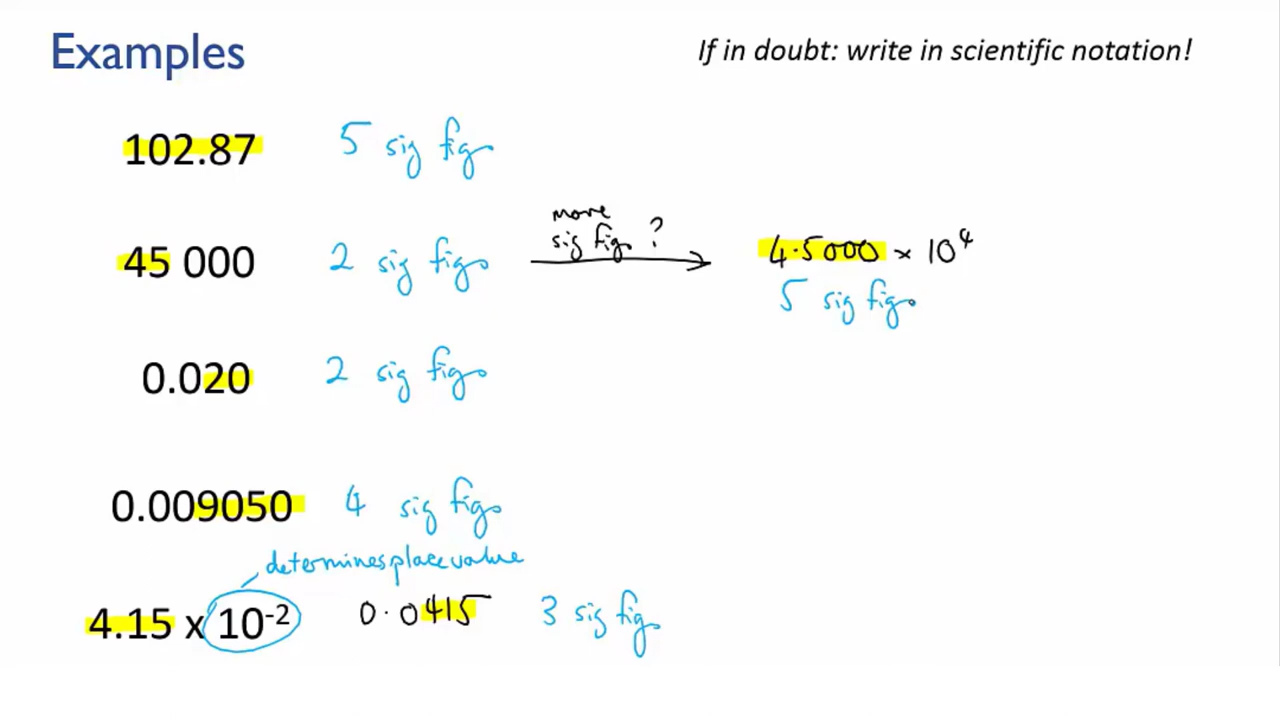 Examples
If in doubt: write in scientific notation!
102.87 5 sig fig
more
45 000 2 sig figs sig figs ? 4.5000 × 10⁴
5 sig figs
0.020 2 sig figs
0.009050 4 sig figs
determines place value
4.15 x 10⁻² 0.0415 3 sig figs